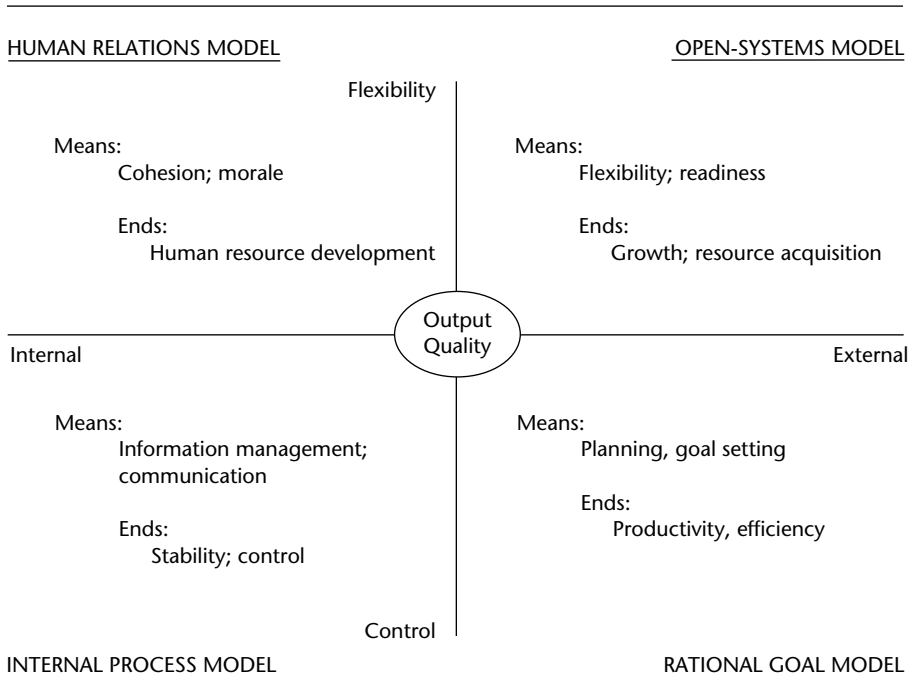 HUMAN RELATIONS MODEL
OPEN-SYSTEMS MODEL
Flexibility
Means:
Cohesion; morale
Ends:
Human resource development
Means:
Flexibility; readiness
Ends:
Growth; resource acquisition
Output
Quality
Internal
External
Means:
Information management;
communication
Ends:
Stability; control
Means:
Planning, goal setting
Ends:
Productivity, efficiency
Control
INTERNAL PROCESS MODEL
RATIONAL GOAL MODEL